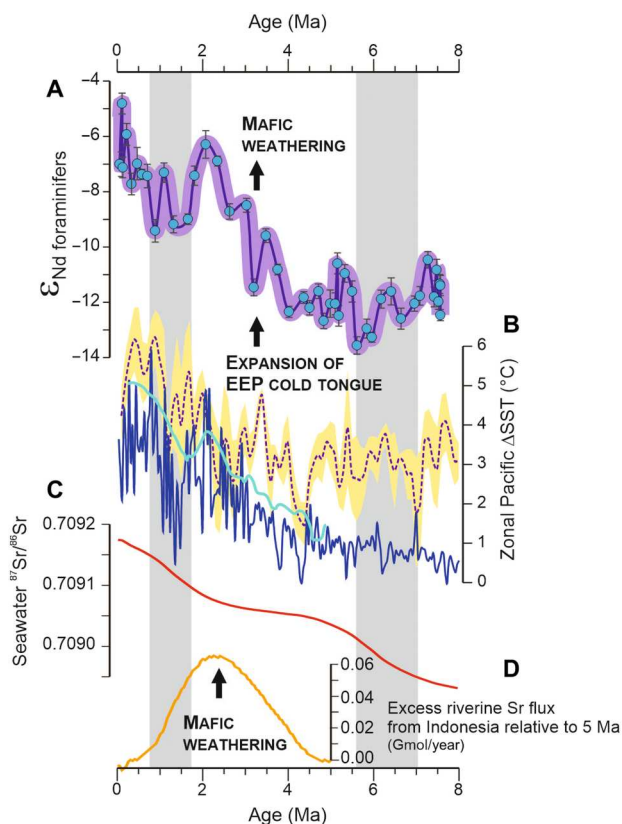 Age (Ma)
0 2 4 6 8
A
−4
−6
−8
−10
−12
−14
εNd foraminifers
MAFIC
WEATHERING
EXPANSION OF
EEP COLD TONGUE
B
6
5
4
3
2
1
0
Zonal Pacific ΔSST (°C)
C
0.7092
0.7091
0.7090
Seawater ⁸⁷Sr/⁸⁶Sr
D
0.06
0.04
0.02
0.00
Excess riverine Sr flux
from Indonesia relative to 5 Ma
(Gmol/year)
MAFIC
WEATHERING
0 2 4 6 8
Age (Ma)